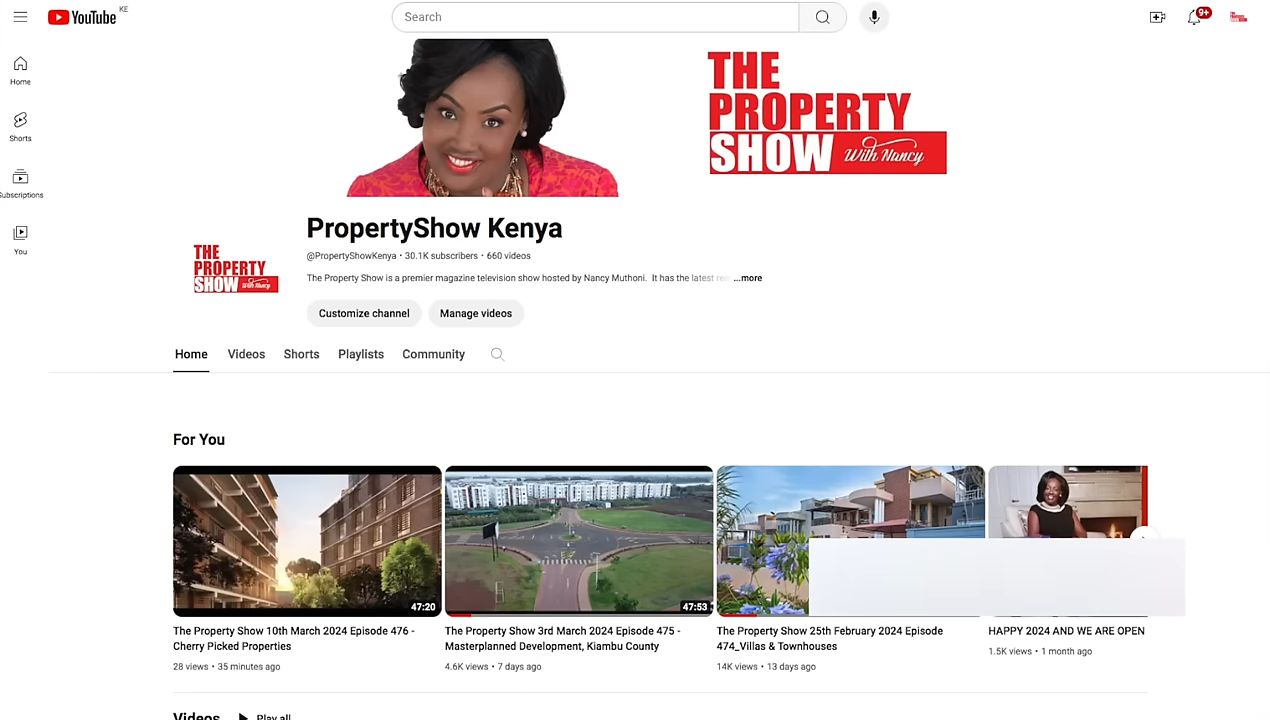 YouTube KE
Search
9+
Home
Shorts
Subscriptions
You
THE
PROPERTY
SHOW With Nancy
THE
PROPERTY
SHOW With Nancy
PropertyShow Kenya
@PropertyShowKenya • 30.1K subscribers • 660 videos
The Property Show is a premier magazine television show hosted by Nancy Muthoni. It has the latest ...more
Customize channel Manage videos
Home Videos Shorts Playlists Community
For You
47:20 47:53
The Property Show 10th March 2024 Episode 476 -
Cherry Picked Properties
28 views • 35 minutes ago
The Property Show 3rd March 2024 Episode 475 -
Masterplanned Development, Kiambu County
4.6K views • 7 days ago
The Property Show 25th February 2024 Episode
474_Villas & Townhouses
14K views • 13 days ago
HAPPY 2024 AND WE ARE OPEN
1.5K views • 1 month ago
Videos Play all